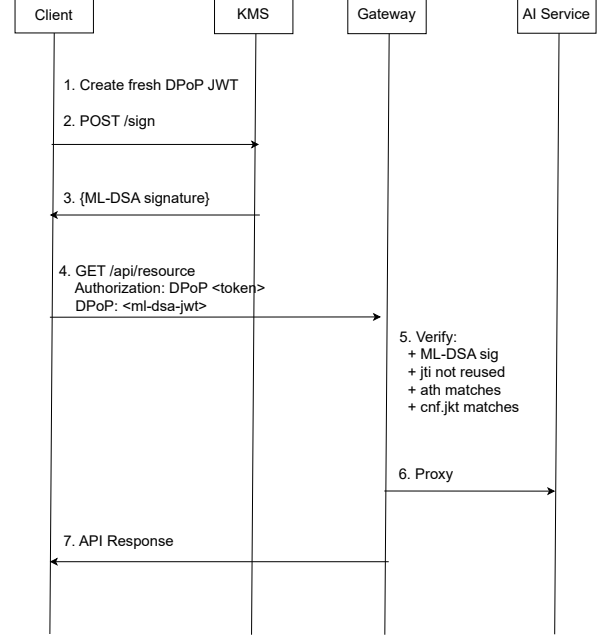 Client
KMS
Gateway
AI Service
1. Create fresh DPoP JWT
2. POST /sign
3. {ML-DSA signature}
4. GET /api/resource
Authorization: DPoP <token>
DPoP: <ml-dsa-jwt>
5. Verify:
+ ML-DSA sig
+ jti not reused
+ ath matches
+ cnf.jkt matches
6. Proxy
7. API Response